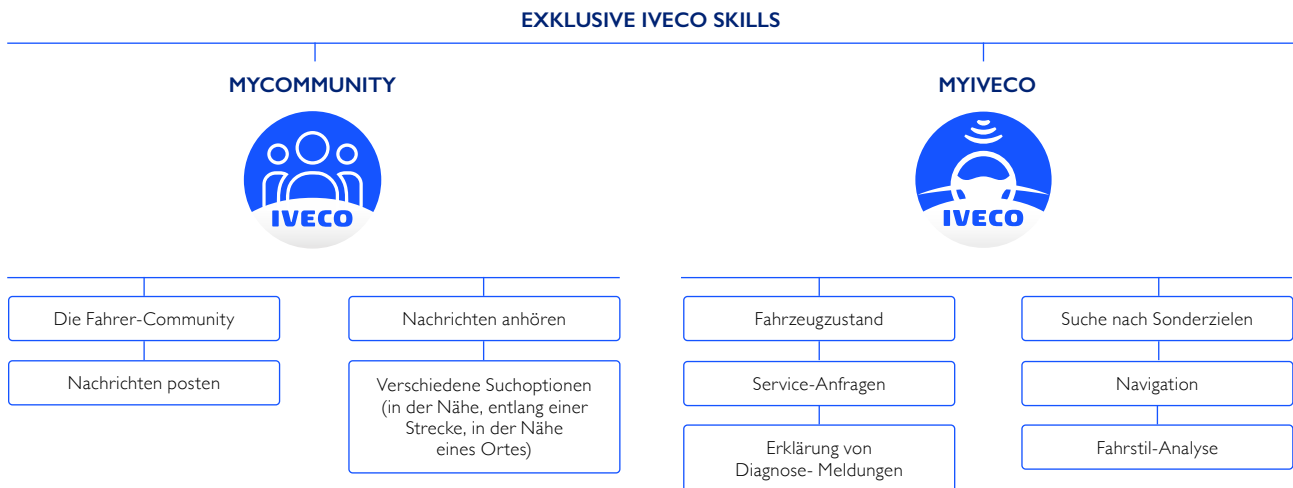 EXKLUSIVE IVECO SKILLS
MYCOMMUNITY
IVECO
Die Fahrer-Community
Nachrichten posten
Nachrichten anhören
Verschiedene Suchoptionen
(in der Nähe, entlang einer
Strecke, in der Nähe
eines Ortes)
MYIVECO
IVECO
Fahrzeugzustand
Service-Anfragen
Erklärung von
Diagnose- Meldungen
Suche nach Sonderzielen
Navigation
Fahrstil-Analyse